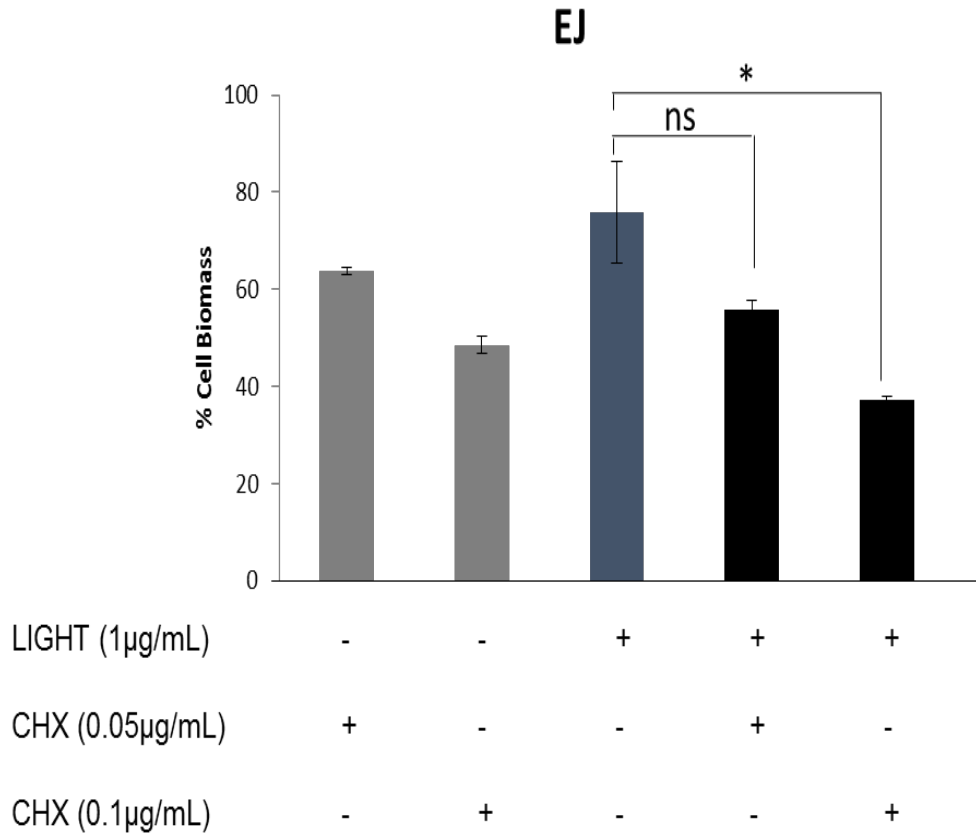 EJ
*
ns
100
80
60
40
20
0
% Cell Biomass
LIGHT (1µg/mL) - - + + +
CHX (0.05µg/mL) + - - + -
CHX (0.1µg/mL) - + - - +